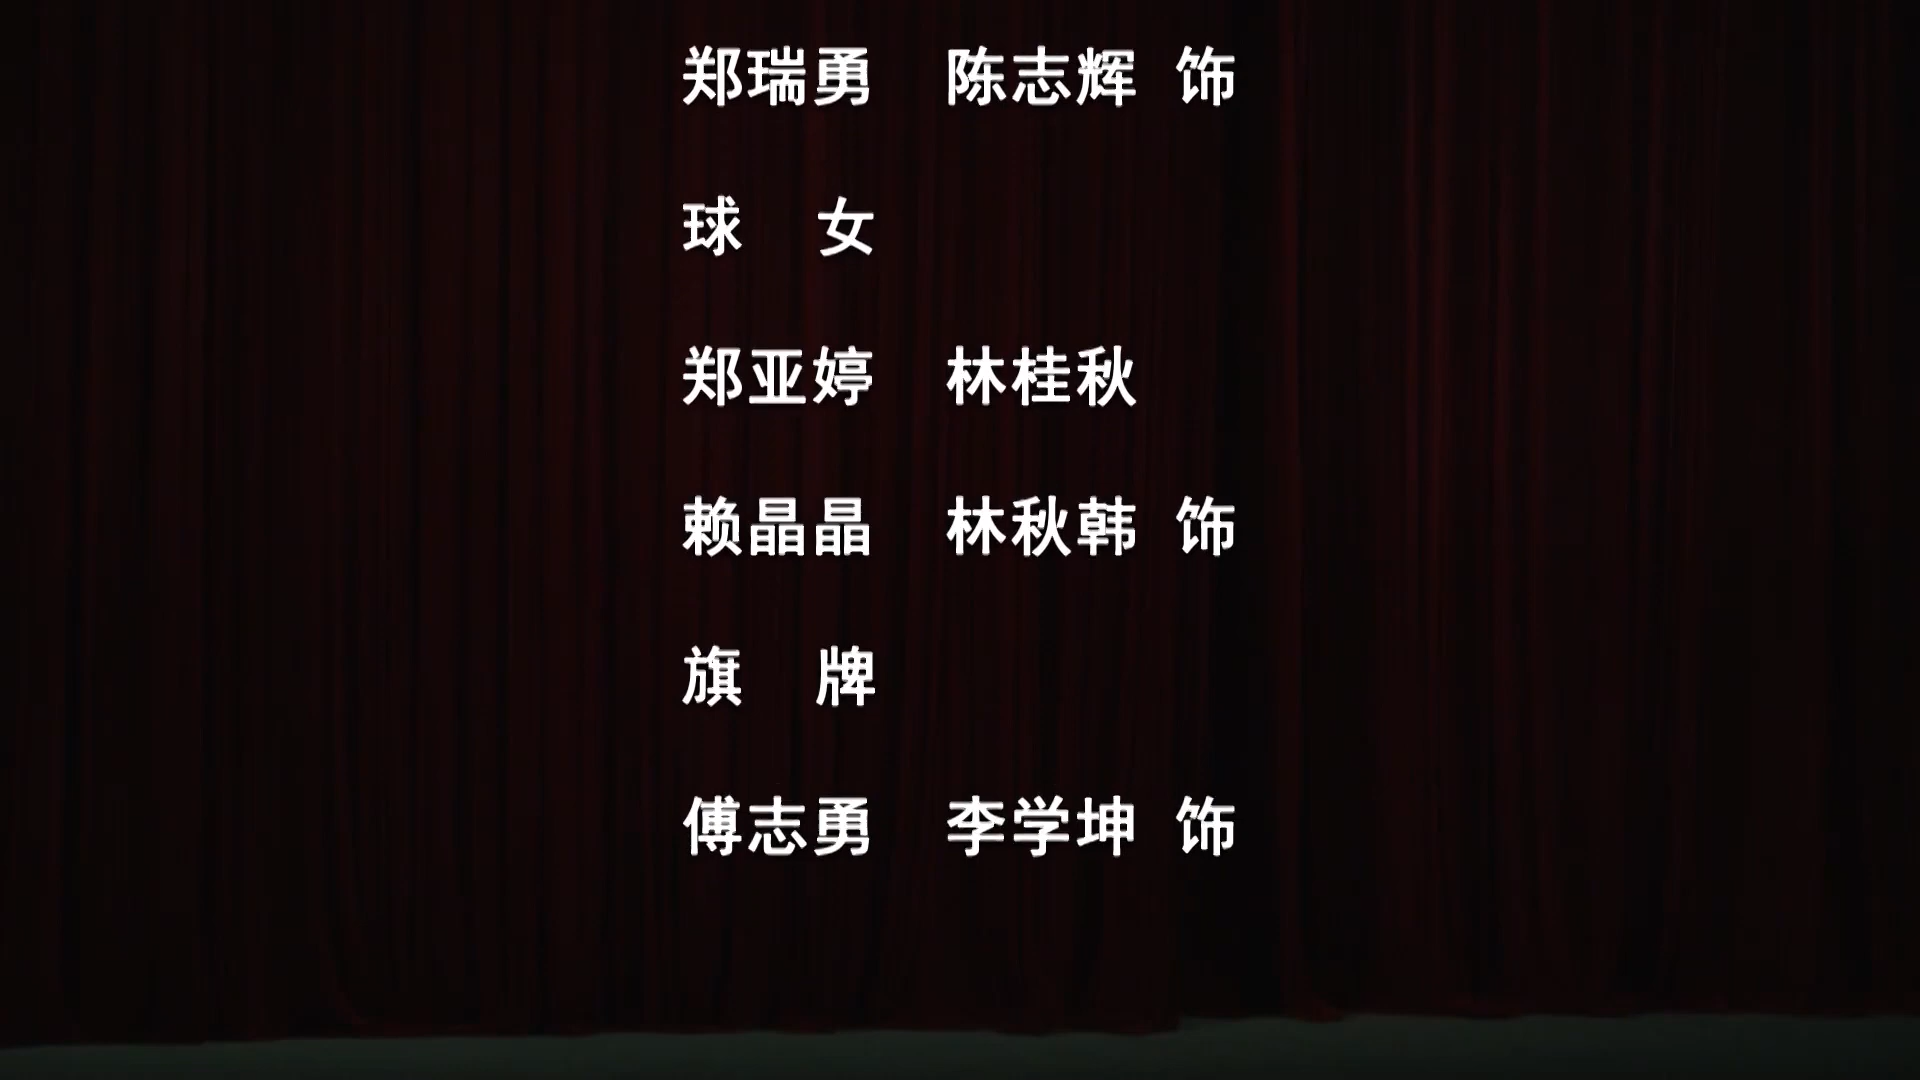 郑瑞勇 陈志辉 饰
球 女
郑亚婷 林桂秋
赖晶晶 林秋韩 饰
旗 牌
傅志勇 李学坤 饰